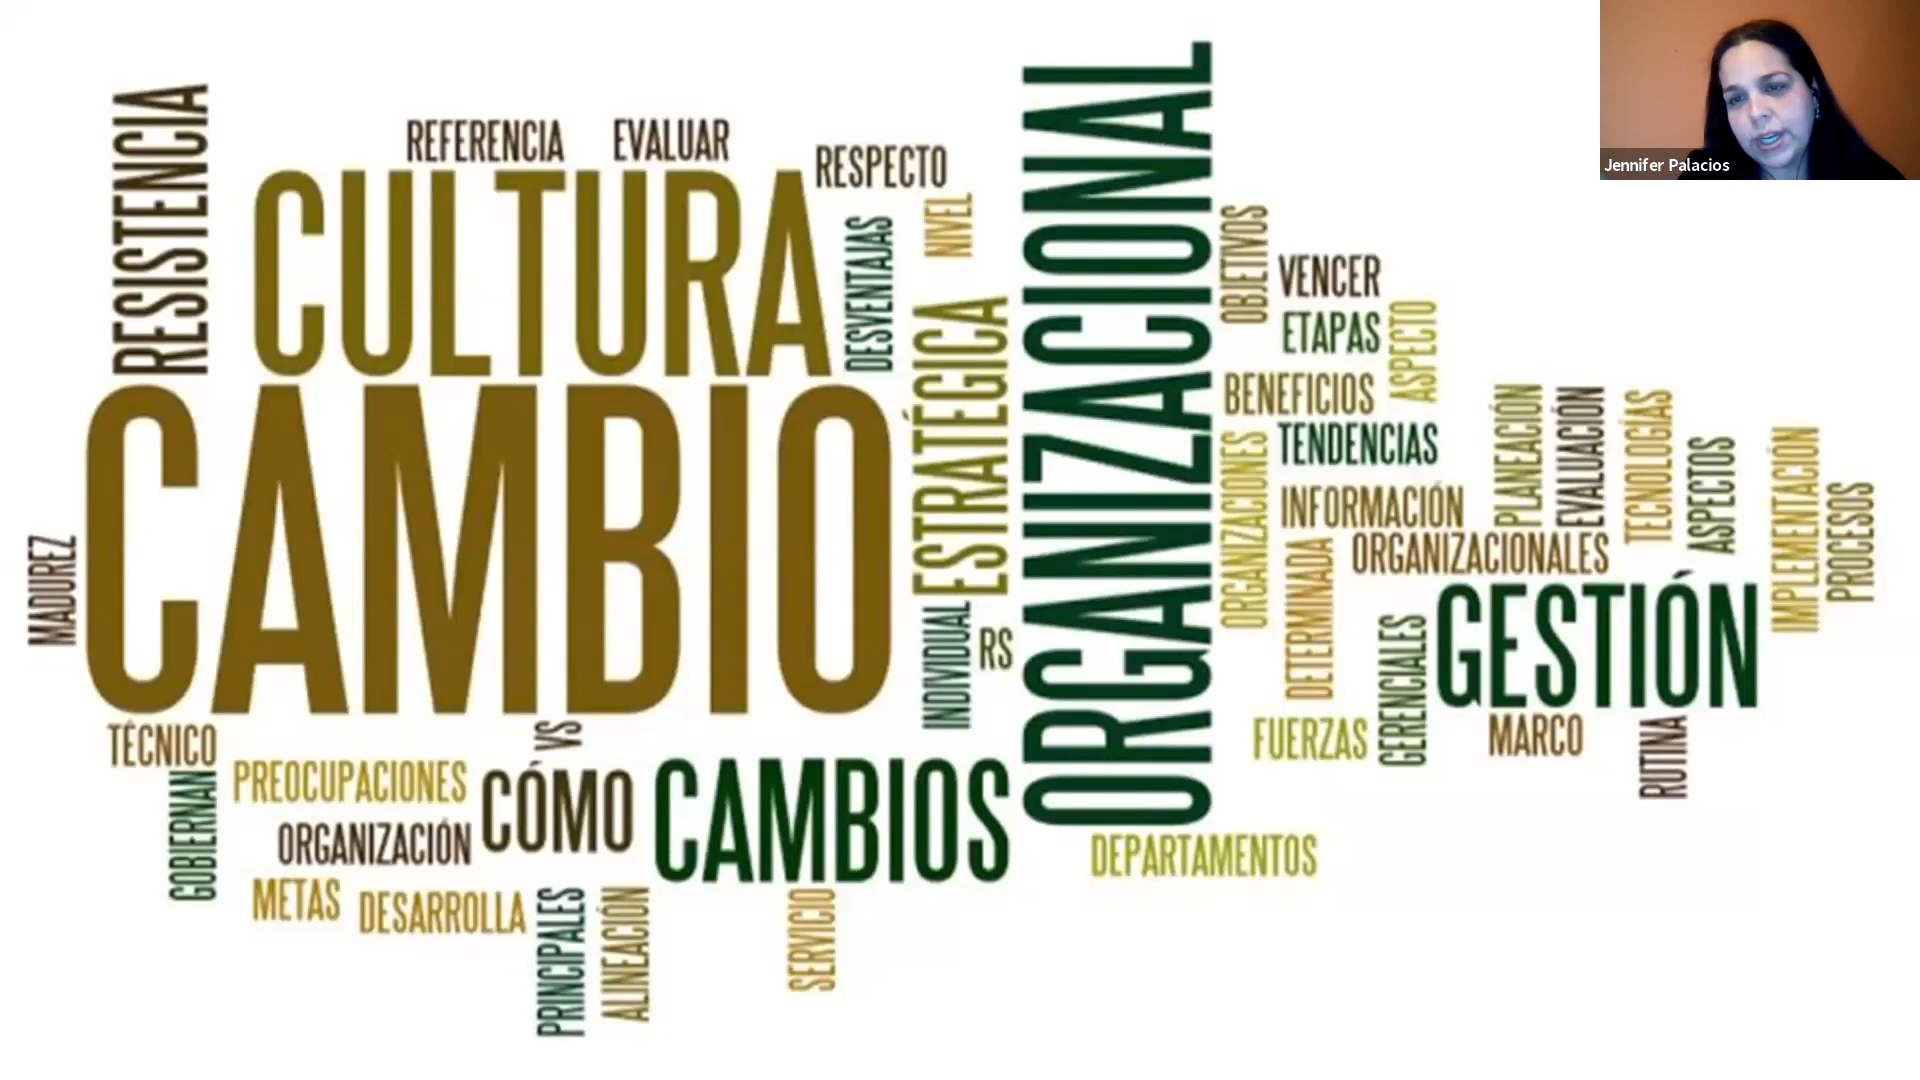 RESISTENCIA
REFERENCIA
EVALUAR
RESPECTO
CULTURA
DESVENTAJAS
NIVEL
ESTRATÉGICA
ORGANIZACIONAL
CAMBIO
MADUREZ
INDIVIDUAL
RS
OBJETIVOS
VENCER
ETAPAS
ASPECTO
BENEFICIOS
TENDENCIAS
ORGANIZACIONES
INFORMACIÓN
PLANEACIÓN
EVALUACIÓN
TECNOLOGÍAS
ASPECTOS
IMPLEMENTACIÓN
PROCESOS
ORGANIZACIONALES
DETERMINADA
GERENCIALES
GESTIÓN
FUERZAS
MARCO
RUTINA
TÉCNICO
VS
GOBIERNAN
PREOCUPACIONES
CÓMO
CAMBIOS
ORGANIZACIÓN
DEPARTAMENTOS
METAS
DESARROLLA
PRINCIPALES
ALINEACIÓN
SERVICIO
Jennifer Palacios